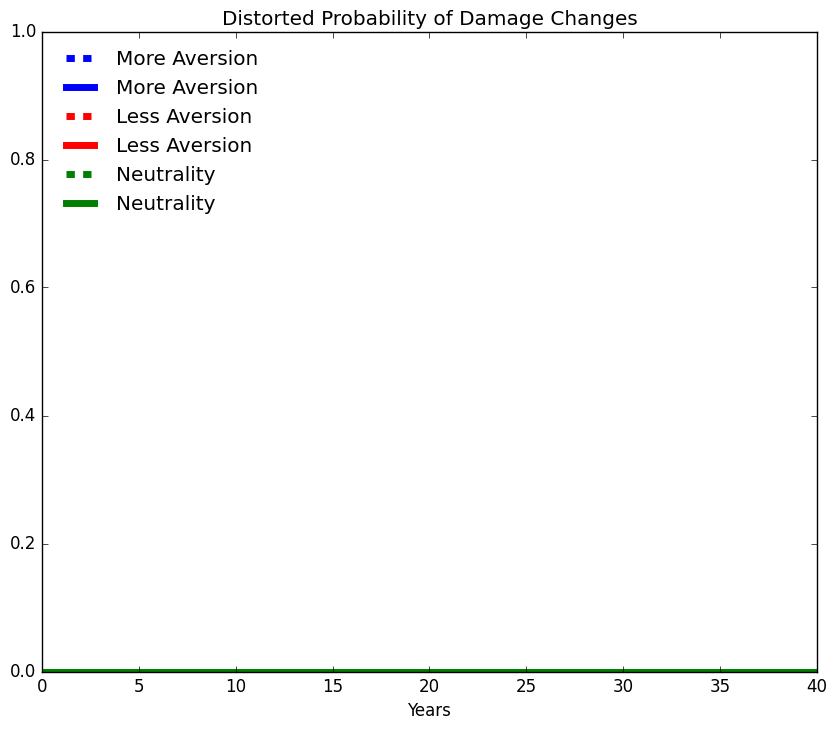 Distorted Probability of Damage Changes
1.0
More Aversion
More Aversion
Less Aversion
Less Aversion
Neutrality
Neutrality
0.8
0.6
0.4
0.2
0.0
0 5 10 15 20 25 30 35 40
Years